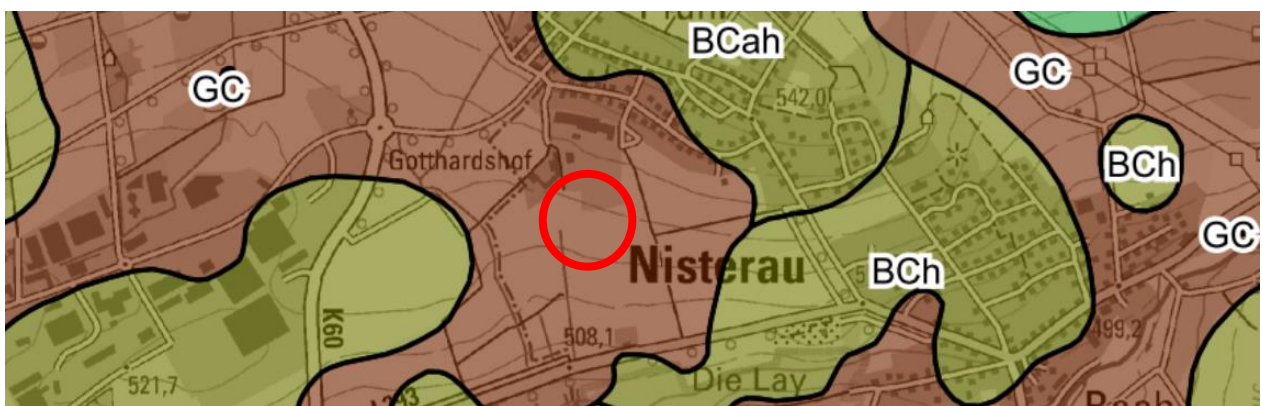 BCah
GC
GC
542,0
Gotthardshof
BCh
GC
Nisterau
BCh
K60
508,1
499,2
521,7
Die Lay